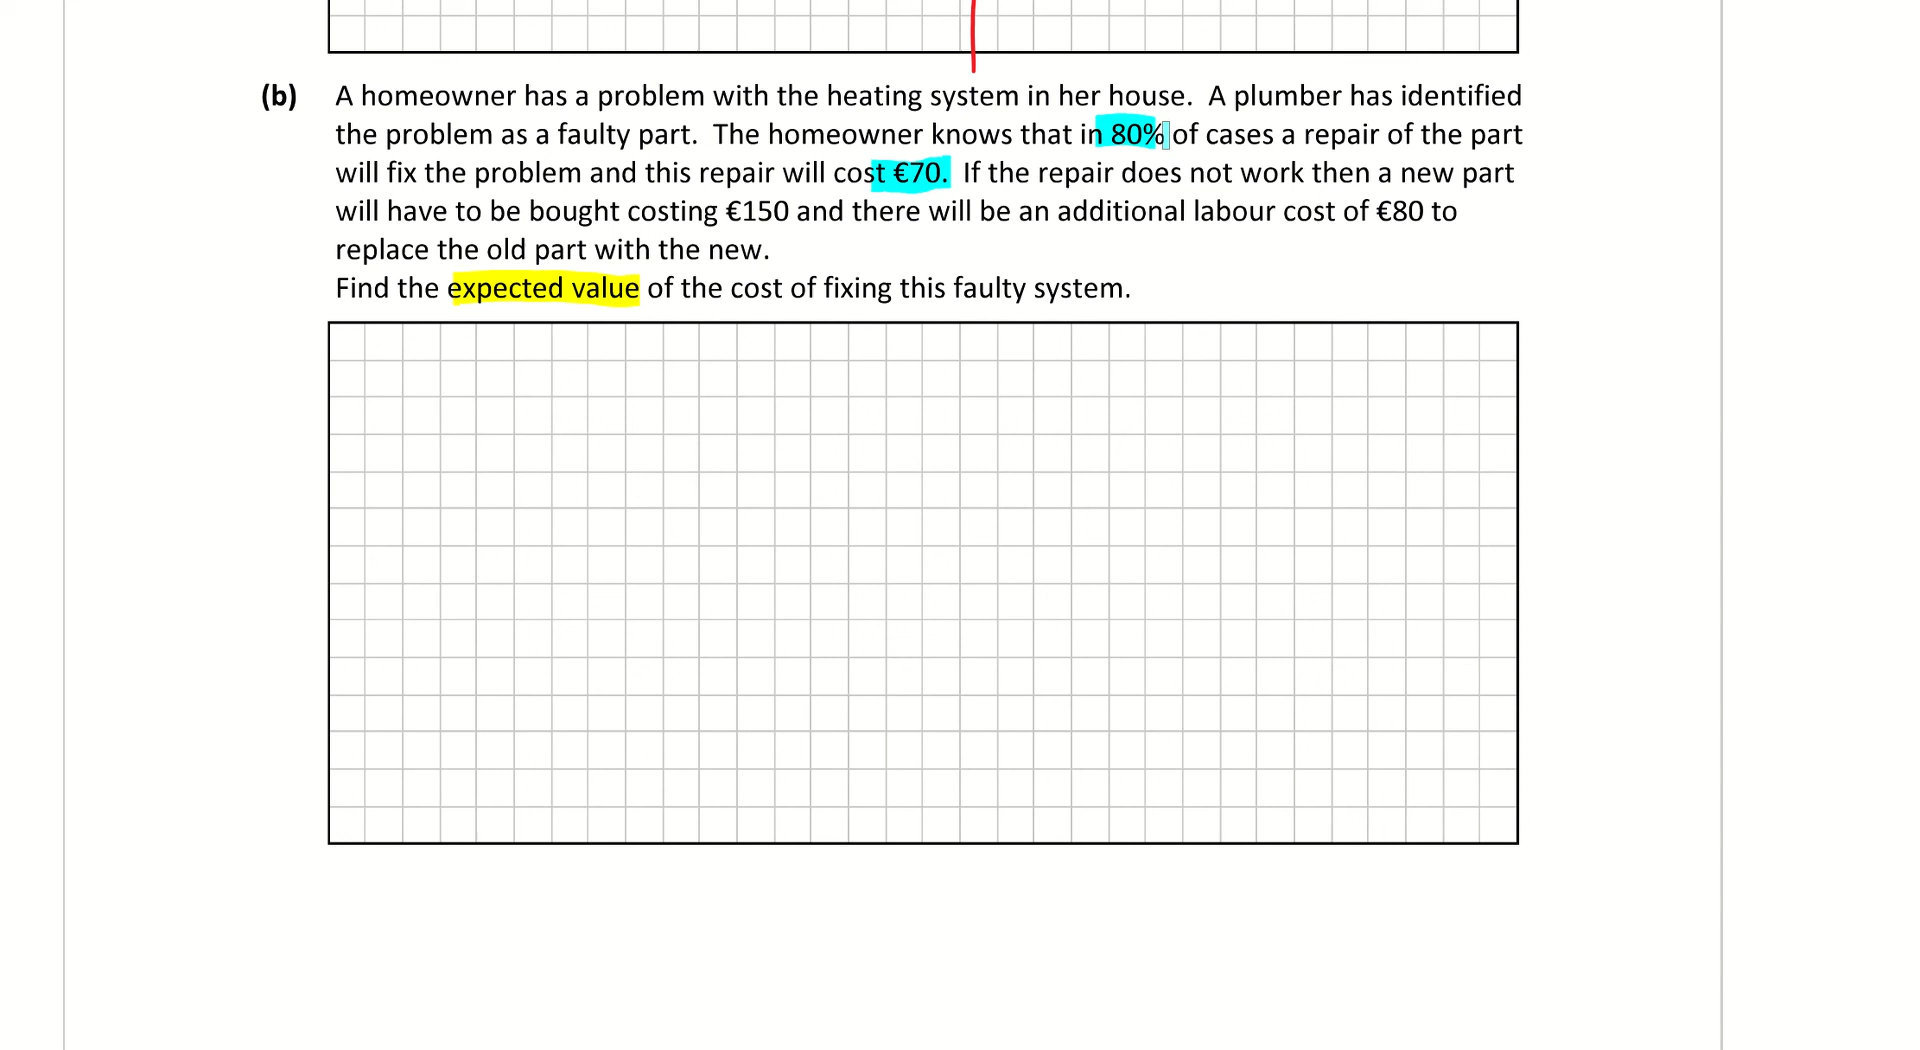 (b) A homeowner has a problem with the heating system in her house. A plumber has identified
the problem as a faulty part. The homeowner knows that in 80% of cases a repair of the part
will fix the problem and this repair will cost €70. If the repair does not work then a new part
will have to be bought costing €150 and there will be an additional labour cost of €80 to
replace the old part with the new.
Find the expected value of the cost of fixing this faulty system.